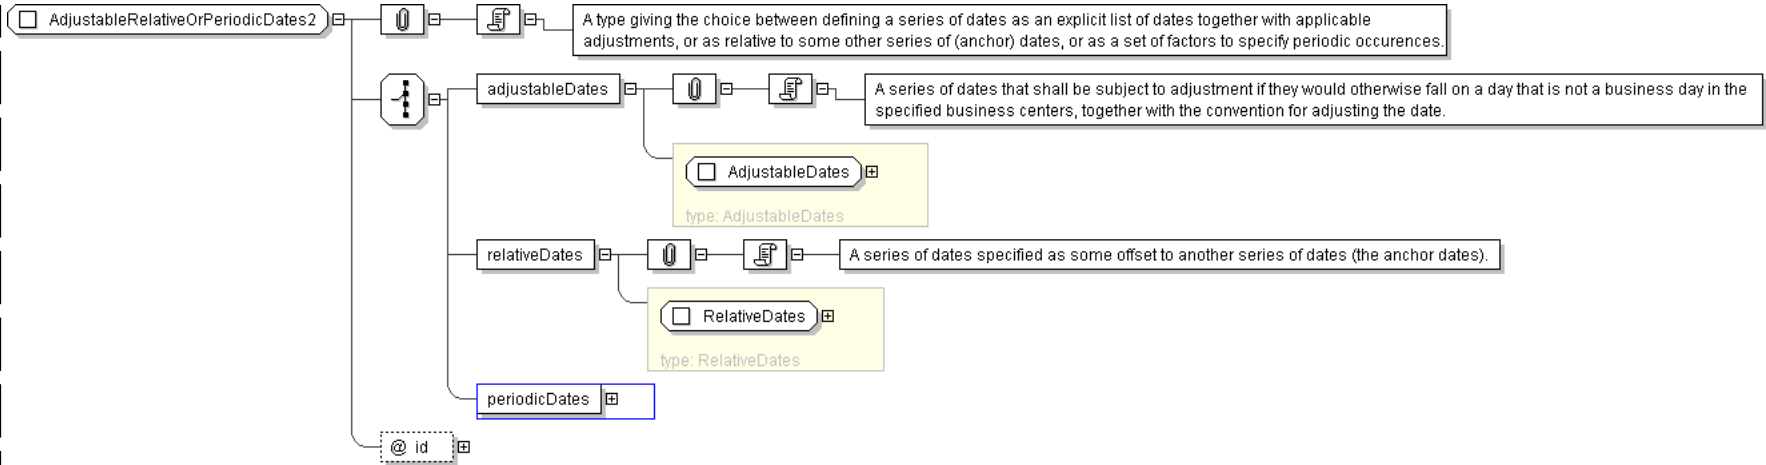 AdjustableRelativeOrPeriodicDates2
A type giving the choice between defining a series of dates as an explicit list of dates together with applicable
adjustments, or as relative to some other series of (anchor) dates, or as a set of factors to specify periodic occurences.
adjustableDates
A series of dates that shall be subject to adjustment if they would otherwise fall on a day that is not a business day in the
specified business centers, together with the convention for adjusting the date.
AdjustableDates
type: AdjustableDates
relativeDates
A series of dates specified as some offset to another series of dates (the anchor dates).
RelativeDates
type: RelativeDates
periodicDates
@ id